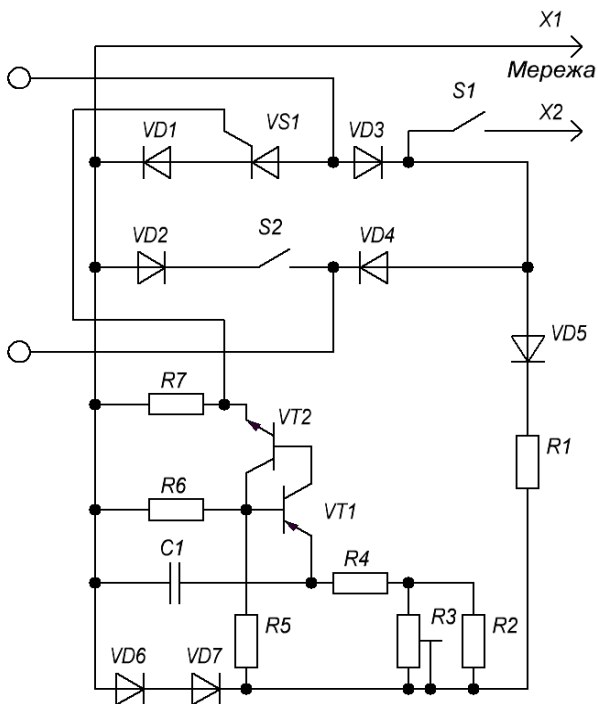 X1
Мережа
S1
X2
VD1
VS1
VD3
VD2
S2
VD4
VD5
R7
VT2
R1
R6
VT1
C1
R4
R5
R3
R2
VD6
VD7